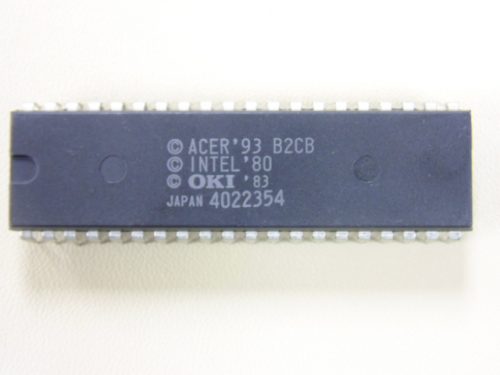 © ACER'93 B2CB
© INTEL'80
© OKI '83
JAPAN 4022354